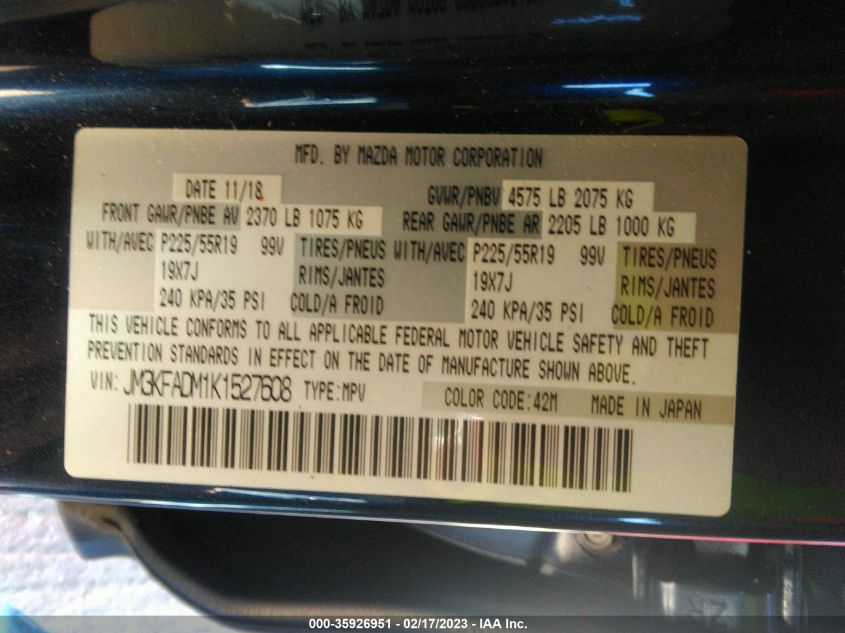 MFD. BY MAZDA MOTOR CORPORATION
DATE 11/18 GVWR/PNBV 4575 LB 2075 KG
FRONT GAWR/PNBE AV 2370 LB 1075 KG REAR GAWR/PNBE AR 2205 LB 1000 KG
WITH/AVEC P225/55R19 99V TIRES/PNEUS WITH/AVEC P225/55R19 99V TIRES/PNEUS
19X7J RIMS/JANTES 19X7J RIMS/JANTES
240 KPA/35 PSI COLD/A FROID 240 KPA/35 PSI COLD/A FROID
THIS VEHICLE CONFORMS TO ALL APPLICABLE FEDERAL MOTOR VEHICLE SAFETY AND THEFT
PREVENTION STANDARDS IN EFFECT ON THE DATE OF MANUFACTURE SHOWN ABOVE.
VIN: JM3KFADM1K1527608 TYPE:MPV COLOR CODE:42M MADE IN JAPAN
000-35926951 - 02/17/2023 - IAA Inc.